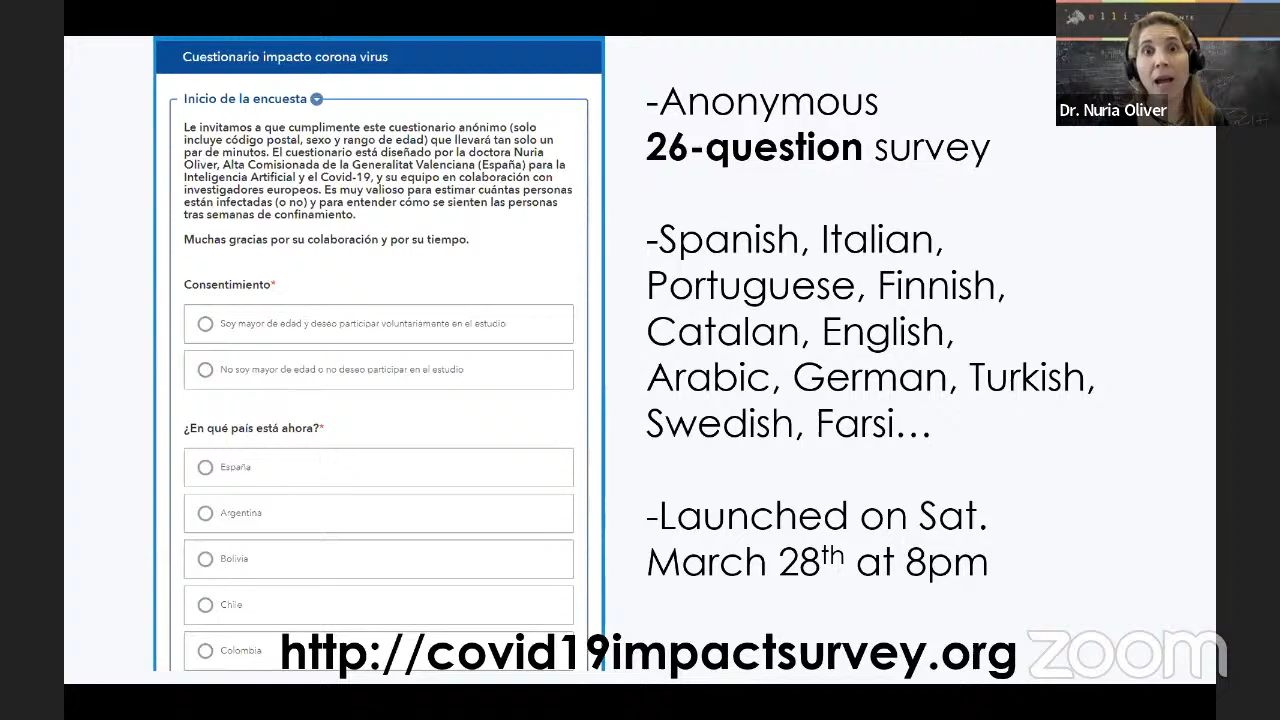 Cuestionario impacto corona virus
Inicio de la encuesta
Le invitamos a que cumplimente este cuestionario anónimo (solo
incluye código postal, sexo y rango de edad) que llevará tan solo un
par de minutos. El cuestionario está diseñado por la doctora Nuria
Oliver, Alta Comisionada de la Generalitat Valenciana (España) para la
Inteligencia Artificial y el Covid-19, y su equipo en colaboración con
investigadores europeos. Es muy valioso para estimar cuántas personas
están infectadas (o no) y para entender cómo se sienten las personas
tras semanas de confinamiento.
Muchas gracias por su colaboración y por su tiempo.
Consentimiento*
Soy mayor de edad y deseo participar voluntariamente en el estudio
No soy mayor de edad o no deseo participar en el estudio
¿En qué país está ahora?*
España
Argentina
Bolivia
Chile
Colombia
-Anonymous
26-question survey
-Spanish, Italian,
Portuguese, Finnish,
Catalan, English,
Arabic, German, Turkish,
Swedish, Farsi...
-Launched on Sat.
March 28th at 8pm
http://covid19impactsurvey.org
ellis
Dr. Nuria Oliver
zoom